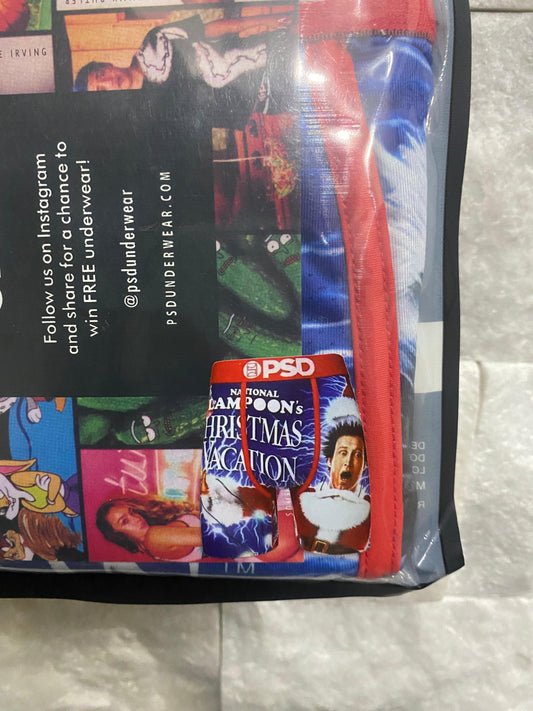 IRVING
Follow us on Instagram
and share for a chance to
win FREE underwear!
@psdunderwear
PSDUNDERWEAR.COM
PSD
NATIONAL
LAMPOON's
CHRISTMAS
VACATION